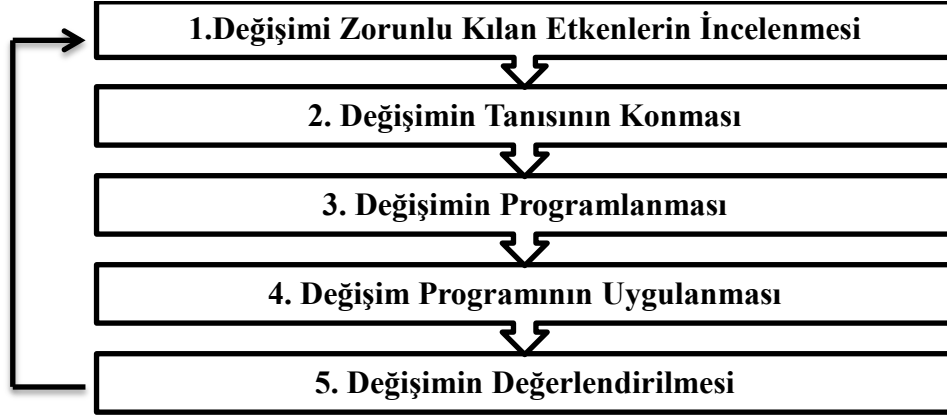 1.Değişimi Zorunlu Kılan Etkenlerin İncelenmesi
2. Değişimin Tanısının Konması
3. Değişimin Programlanması
4. Değişim Programının Uygulanması
5. Değişimin Değerlendirilmesi